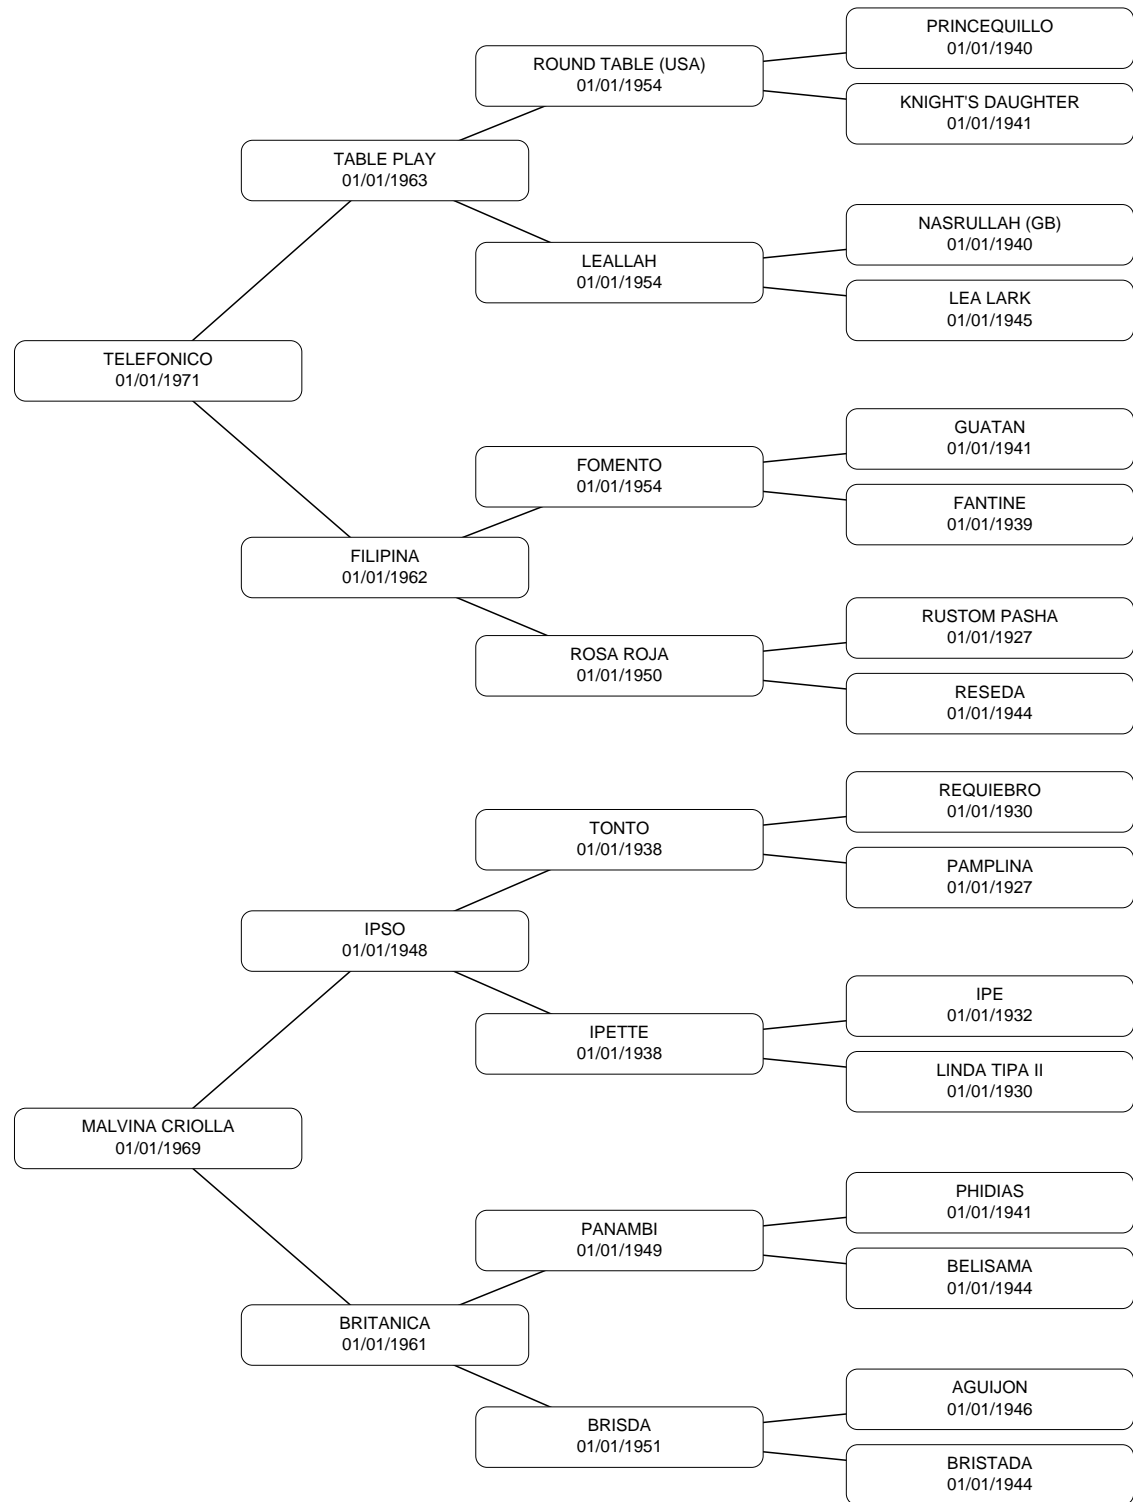 PRINCEQUILLO
01/01/1940
ROUND TABLE (USA)
01/01/1954
KNIGHT'S DAUGHTER
01/01/1941
TABLE PLAY
01/01/1963
NASRULLAH (GB)
01/01/1940
LEALLAH
01/01/1954
LEA LARK
01/01/1945
TELEFONICO
01/01/1971
GUATAN
01/01/1941
FOMENTO
01/01/1954
FANTINE
01/01/1939
FILIPINA
01/01/1962
RUSTOM PASHA
01/01/1927
ROSA ROJA
01/01/1950
RESEDA
01/01/1944
REQUIEBRO
01/01/1930
TONTO
01/01/1938
PAMPLINA
01/01/1927
IPSO
01/01/1948
IPE
01/01/1932
IPETTE
01/01/1938
LINDA TIPA II
01/01/1930
MALVINA CRIOLLA
01/01/1969
PHIDIAS
01/01/1941
PANAMBI
01/01/1949
BELISAMA
01/01/1944
BRITANICA
01/01/1961
AGUIJON
01/01/1946
BRISDA
01/01/1951
BRISTADA
01/01/1944